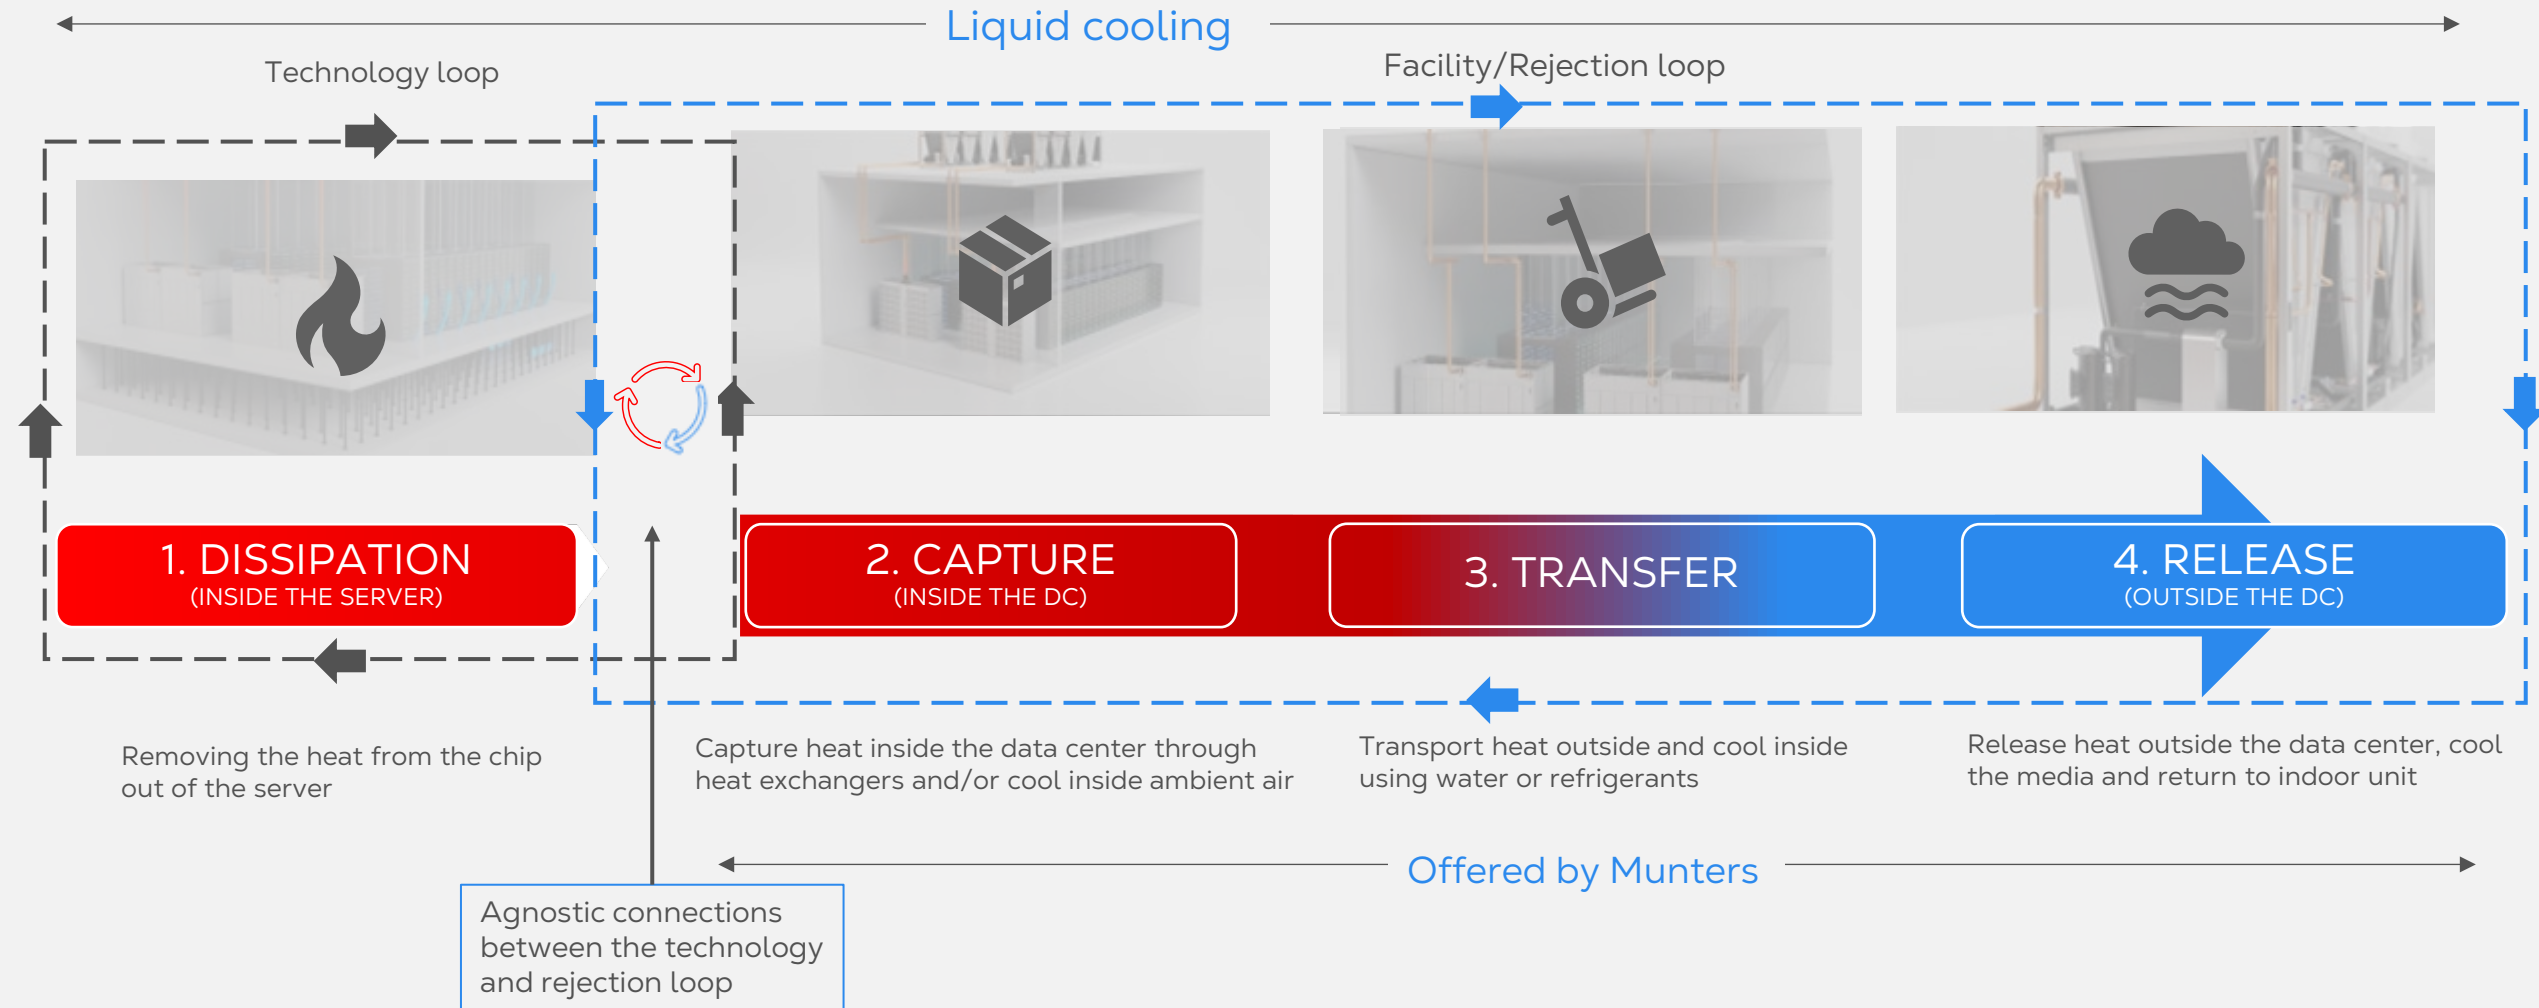 Liquid cooling
Technology loop
Facility/Rejection loop
1. DISSIPATION
(INSIDE THE SERVER)
2. CAPTURE
(INSIDE THE DC)
3. TRANSFER
4. RELEASE
(OUTSIDE THE DC)
Removing the heat from the chip
out of the server
Capture heat inside the data center through
heat exchangers and/or cool inside ambient air
Transport heat outside and cool inside
using water or refrigerants
Release heat outside the data center, cool
the media and return to indoor unit
Offered by Munters
Agnostic connections
between the technology
and rejection loop